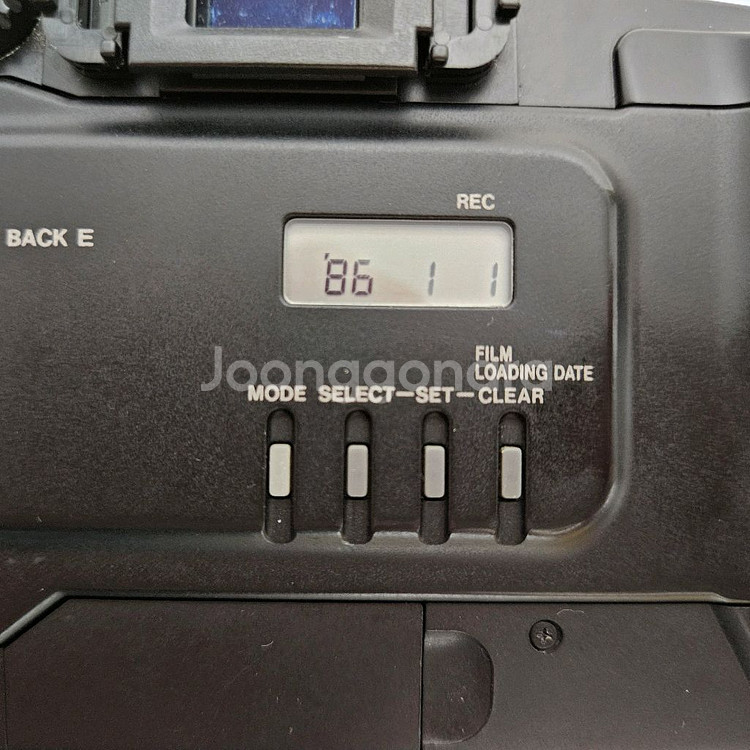 REC
BACK E
'86 1 1
FILM
LOADING DATE
MODE SELECT–SET–CLEAR
Joonggonara